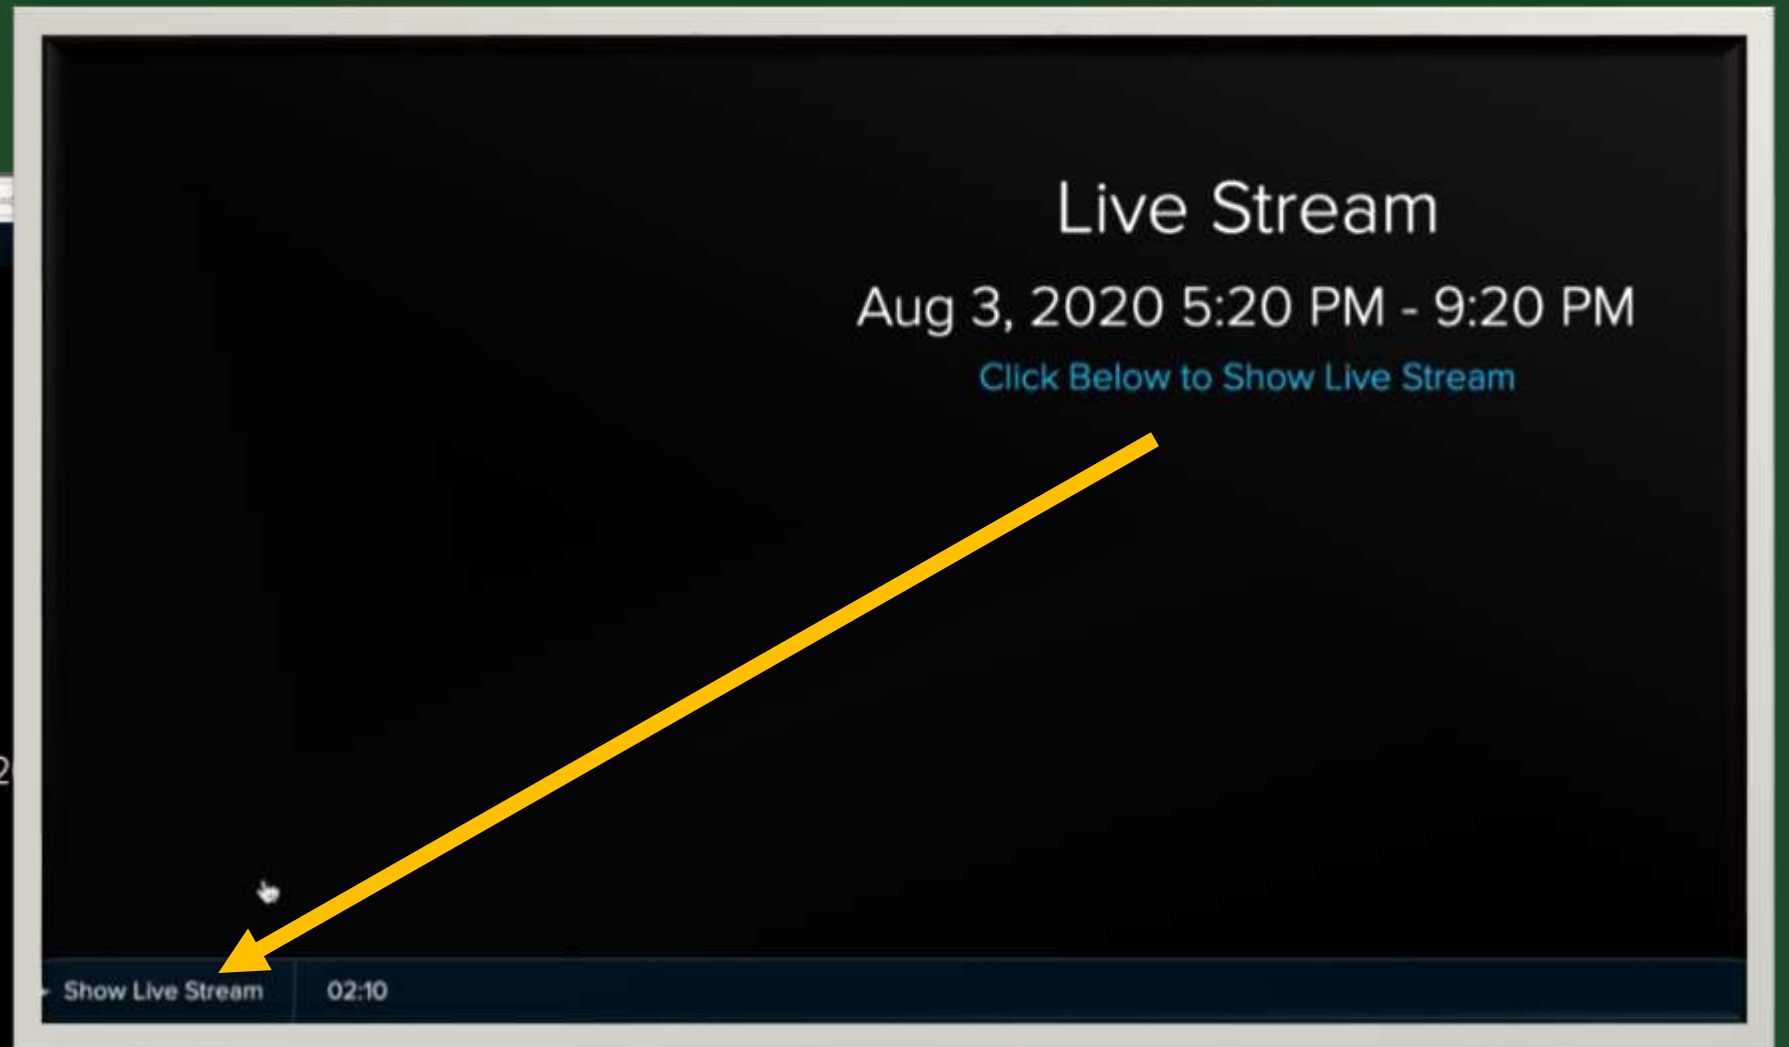 Live Stream
Aug 3, 2020 5:20 PM - 9:20 PM
Click Below to Show Live Stream
Show Live Stream
02:10